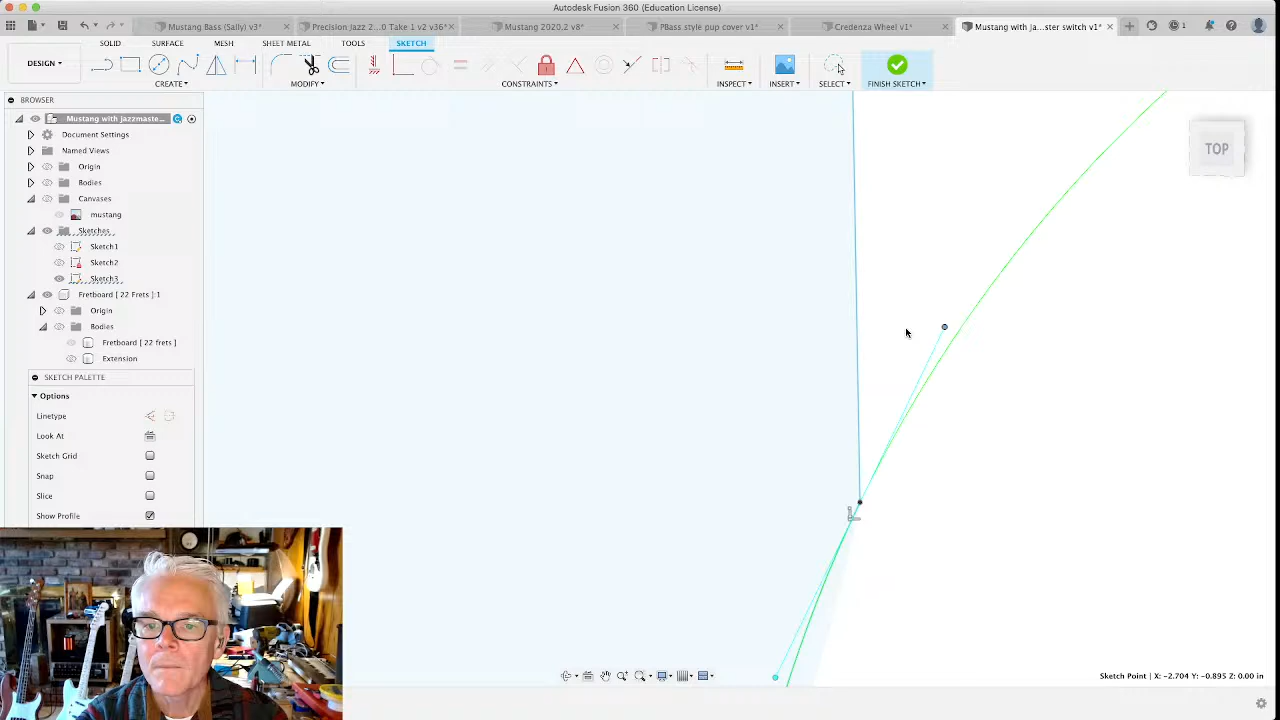 Autodesk Fusion 360 (Education License)
Mustang Bass (Sally) v3*
Precision Jazz 2...0 Take 1 v2 v36*
Mustang 2020.2 v8*
PBass style pup cover v1*
Credenza Wheel v1*
Mustang with Ja...ster switch v1*
1
SOLID
SURFACE
MESH
SHEET METAL
TOOLS
SKETCH
DESIGN
CREATE
MODIFY
CONSTRAINTS
INSPECT
INSERT
SELECT
FINISH SKETCH
BROWSER
Mustang with jazzmaste...
Document Settings
Named Views
Origin
Bodies
Canvases
mustang
Sketches
Sketch1
Sketch2
Sketch3
Fretboard [ 22 Frets ]:1
Origin
Bodies
Fretboard [ 22 frets ]
Extension
SKETCH PALETTE
Options
Linetype
Look At
Sketch Grid
Snap
Slice
Show Profile
TOP
Sketch Point | X: -2.704 Y: -0.895 Z: 0.00 in